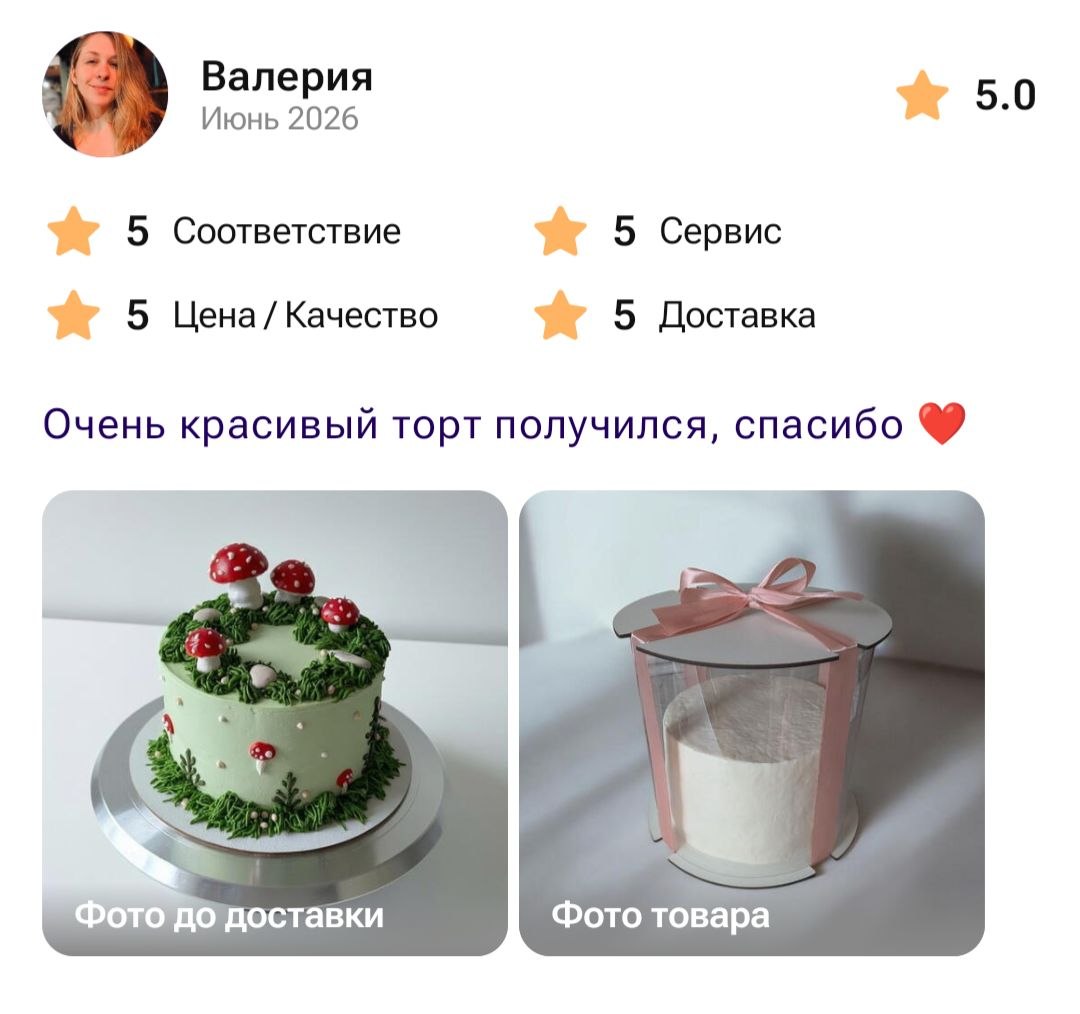 Валерия
Июнь 2026
5.0
5 Соответствие
5 Сервис
5 Цена / Качество
5 Доставка
Очень красивый торт получился, спасибо ❤️
Фото до доставки
Фото товара